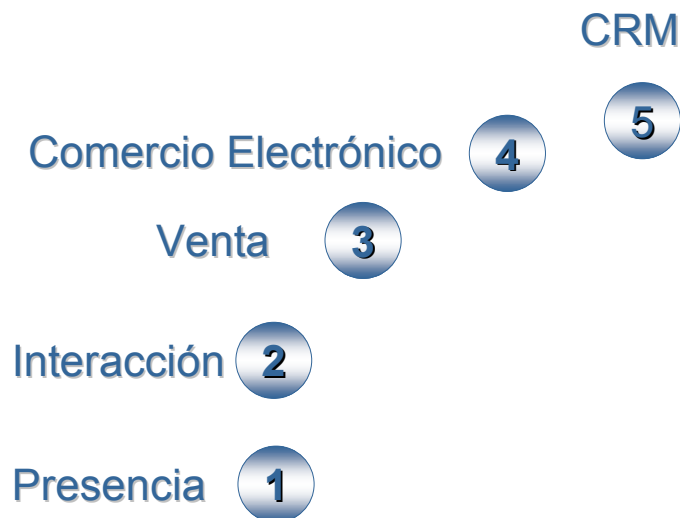 CRM
5
Comercio Electrónico 4
Venta 3
Interacción 2
Presencia 1